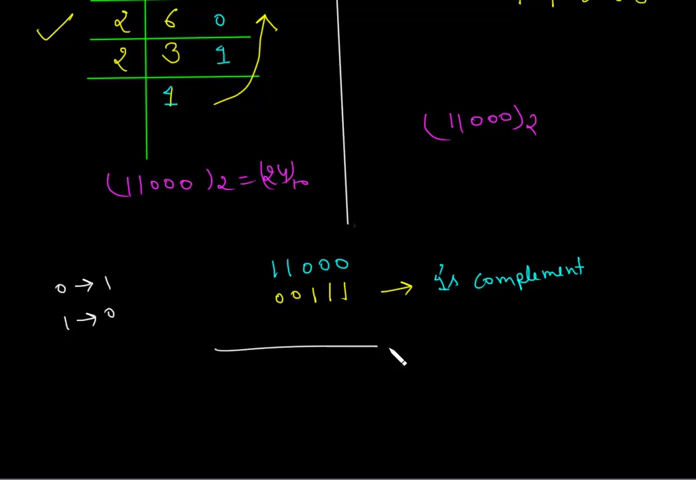 2 6 0
2 3 1
1
(11000)2 = (24)10
(11000)2
0 → 1
1 → 0
11000
00111 → 1's complement